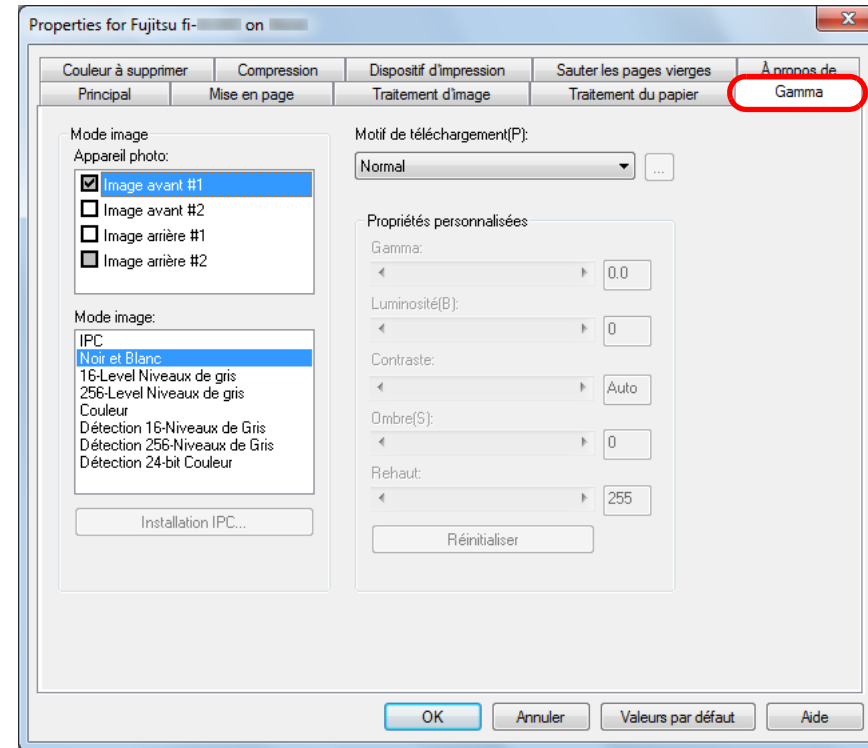 Properties for Fujitsu fi- on
Couleur à supprimer Compression Dispositif d'impression Sauter les pages vierges À propos de
Principal Mise en page Traitement d'image Traitement du papier Gamma
Mode image
Appareil photo:
Image avant #1
Image avant #2
Image arrière #1
Image arrière #2
Mode image:
IPC
Noir et Blanc
16-Level Niveaux de gris
256-Level Niveaux de gris
Couleur
Détection 16-Niveaux de Gris
Détection 256-Niveaux de Gris
Détection 24-bit Couleur
Installation IPC...
Motif de téléchargement(P):
Normal ...
Propriétés personnalisées
Gamma:
0.0
Luminosité(B):
0
Contraste:
Auto
Ombre(S):
0
Rehaut:
255
Réinitialiser
OK Annuler Valeurs par défaut Aide